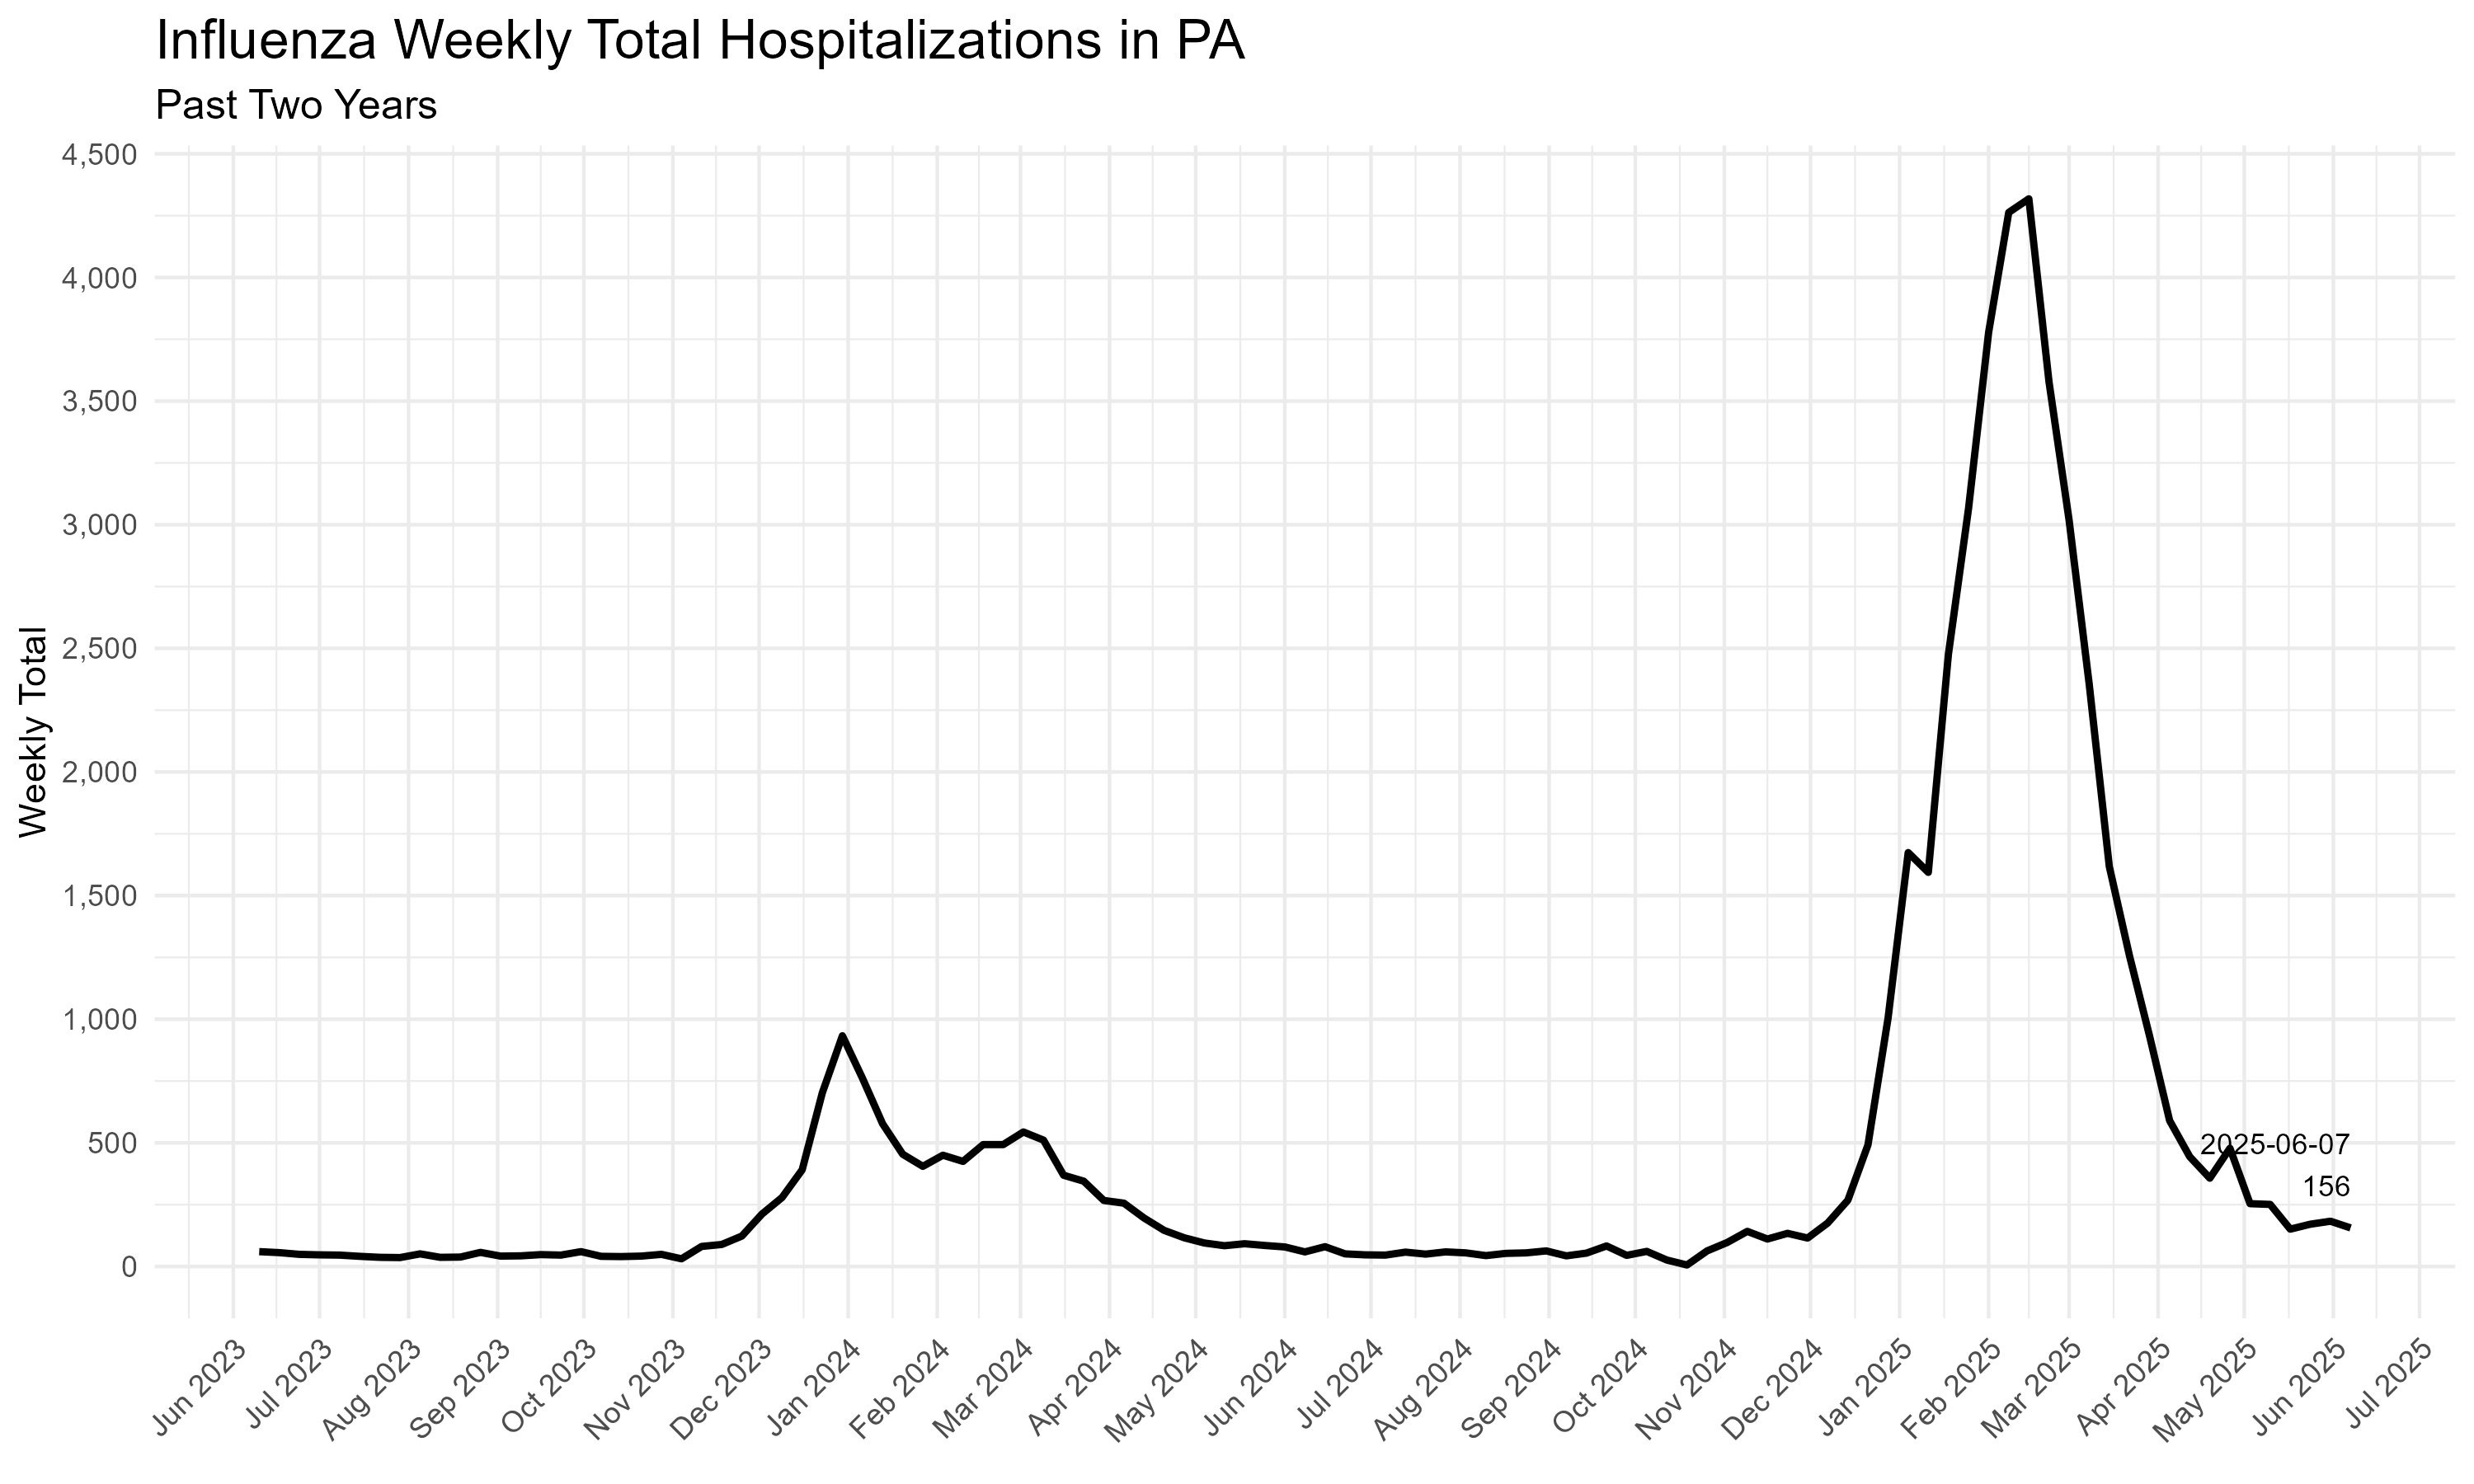 Influenza Weekly Total Hospitalizations in PA
Past Two Years
Weekly Total
4,500
4,000
3,500
3,000
2,500
2,000
1,500
1,000
500
0
2025-06-07
156
Jun 2023
Jul 2023
Aug 2023
Sep 2023
Oct 2023
Nov 2023
Dec 2023
Jan 2024
Feb 2024
Mar 2024
Apr 2024
May 2024
Jun 2024
Jul 2024
Aug 2024
Sep 2024
Oct 2024
Nov 2024
Dec 2024
Jan 2025
Feb 2025
Mar 2025
Apr 2025
May 2025
Jun 2025
Jul 2025